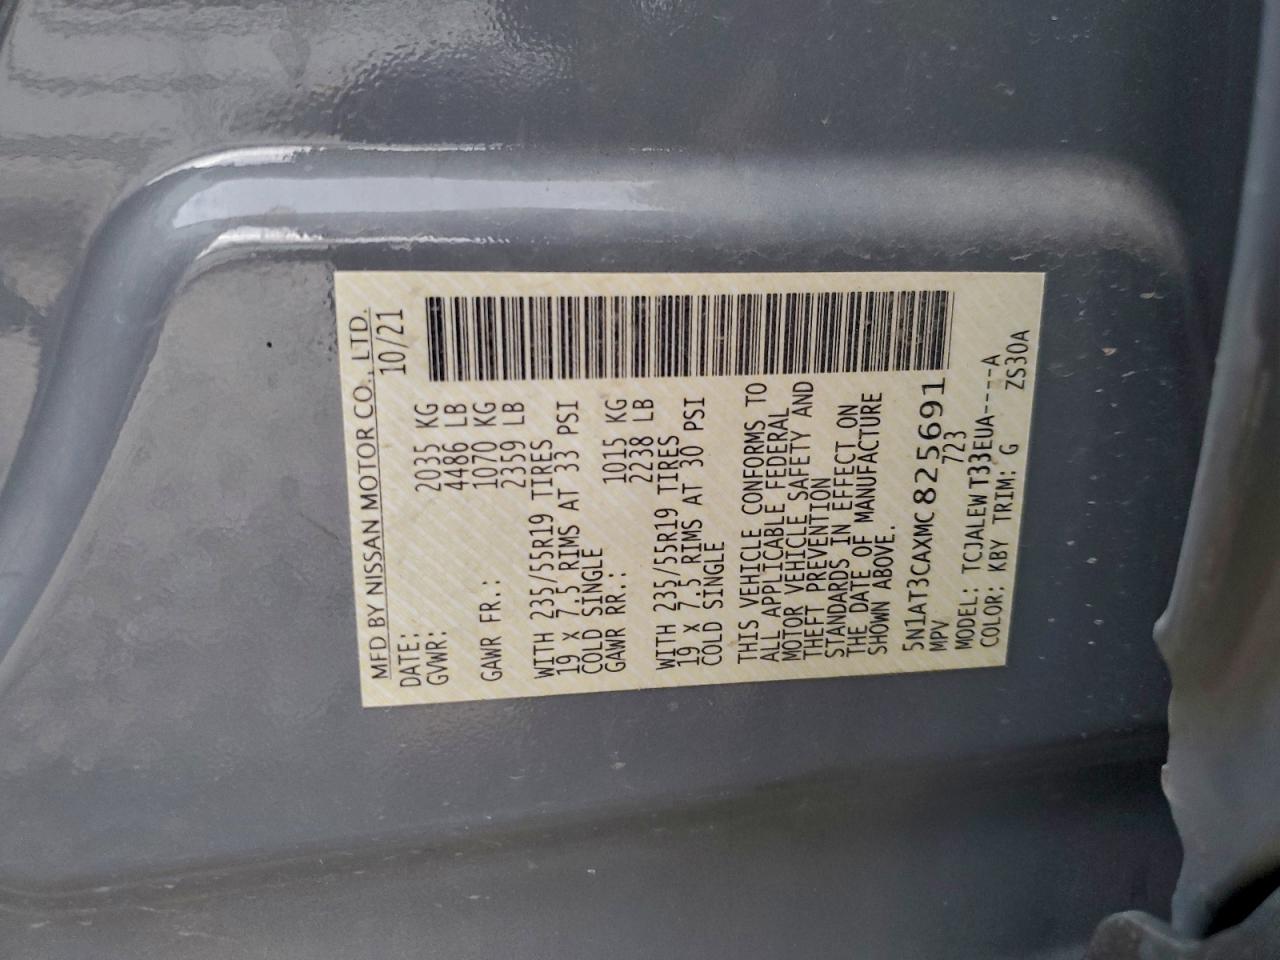 MFD BY NISSAN MOTOR CO., LTD.
DATE: 10/21
GVWR: 2035 KG
4486 LB
GAWR FR.: 1070 KG
2359 LB
WITH 235/55R19 TIRES
19 x 7.5 RIMS AT 33 PSI
COLD SINGLE
GAWR RR.: 1015 KG
2238 LB
WITH 235/55R19 TIRES
19 x 7.5 RIMS AT 30 PSI
COLD SINGLE
THIS VEHICLE CONFORMS TO
ALL APPLICABLE FEDERAL
MOTOR VEHICLE SAFETY AND
THEFT PREVENTION
STANDARDS IN EFFECT ON
THE DATE OF MANUFACTURE
SHOWN ABOVE.
5N1AT3CAXMC825691
MPV 723
MODEL: TCJALEWT33EUA----A
COLOR: KBY TRIM: G ZS30A